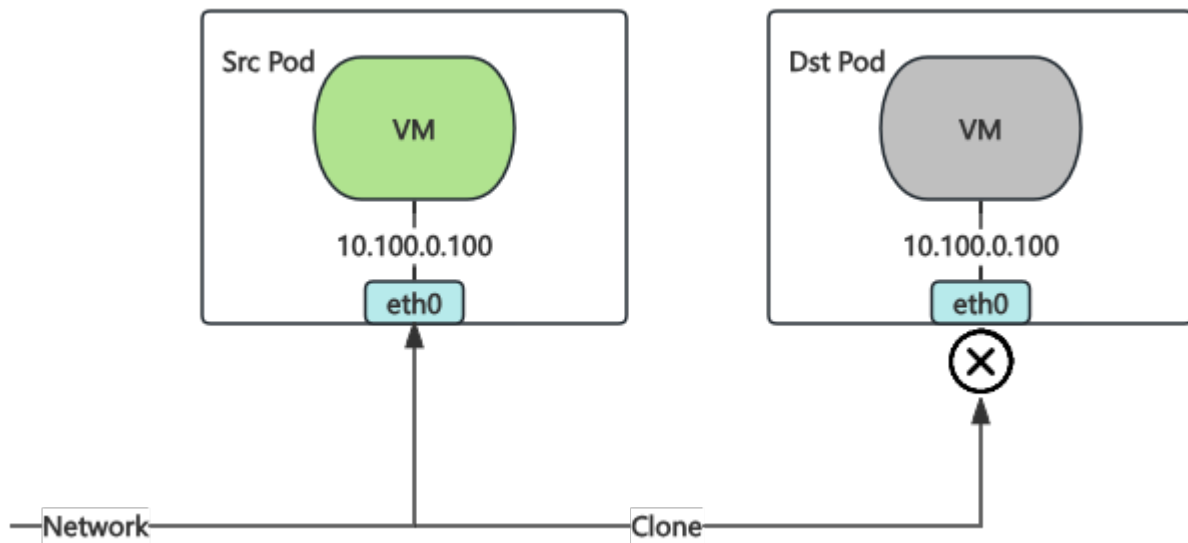 Src Pod
VM
10.100.0.100
eth0
Dst Pod
VM
10.100.0.100
eth0
Network
Clone